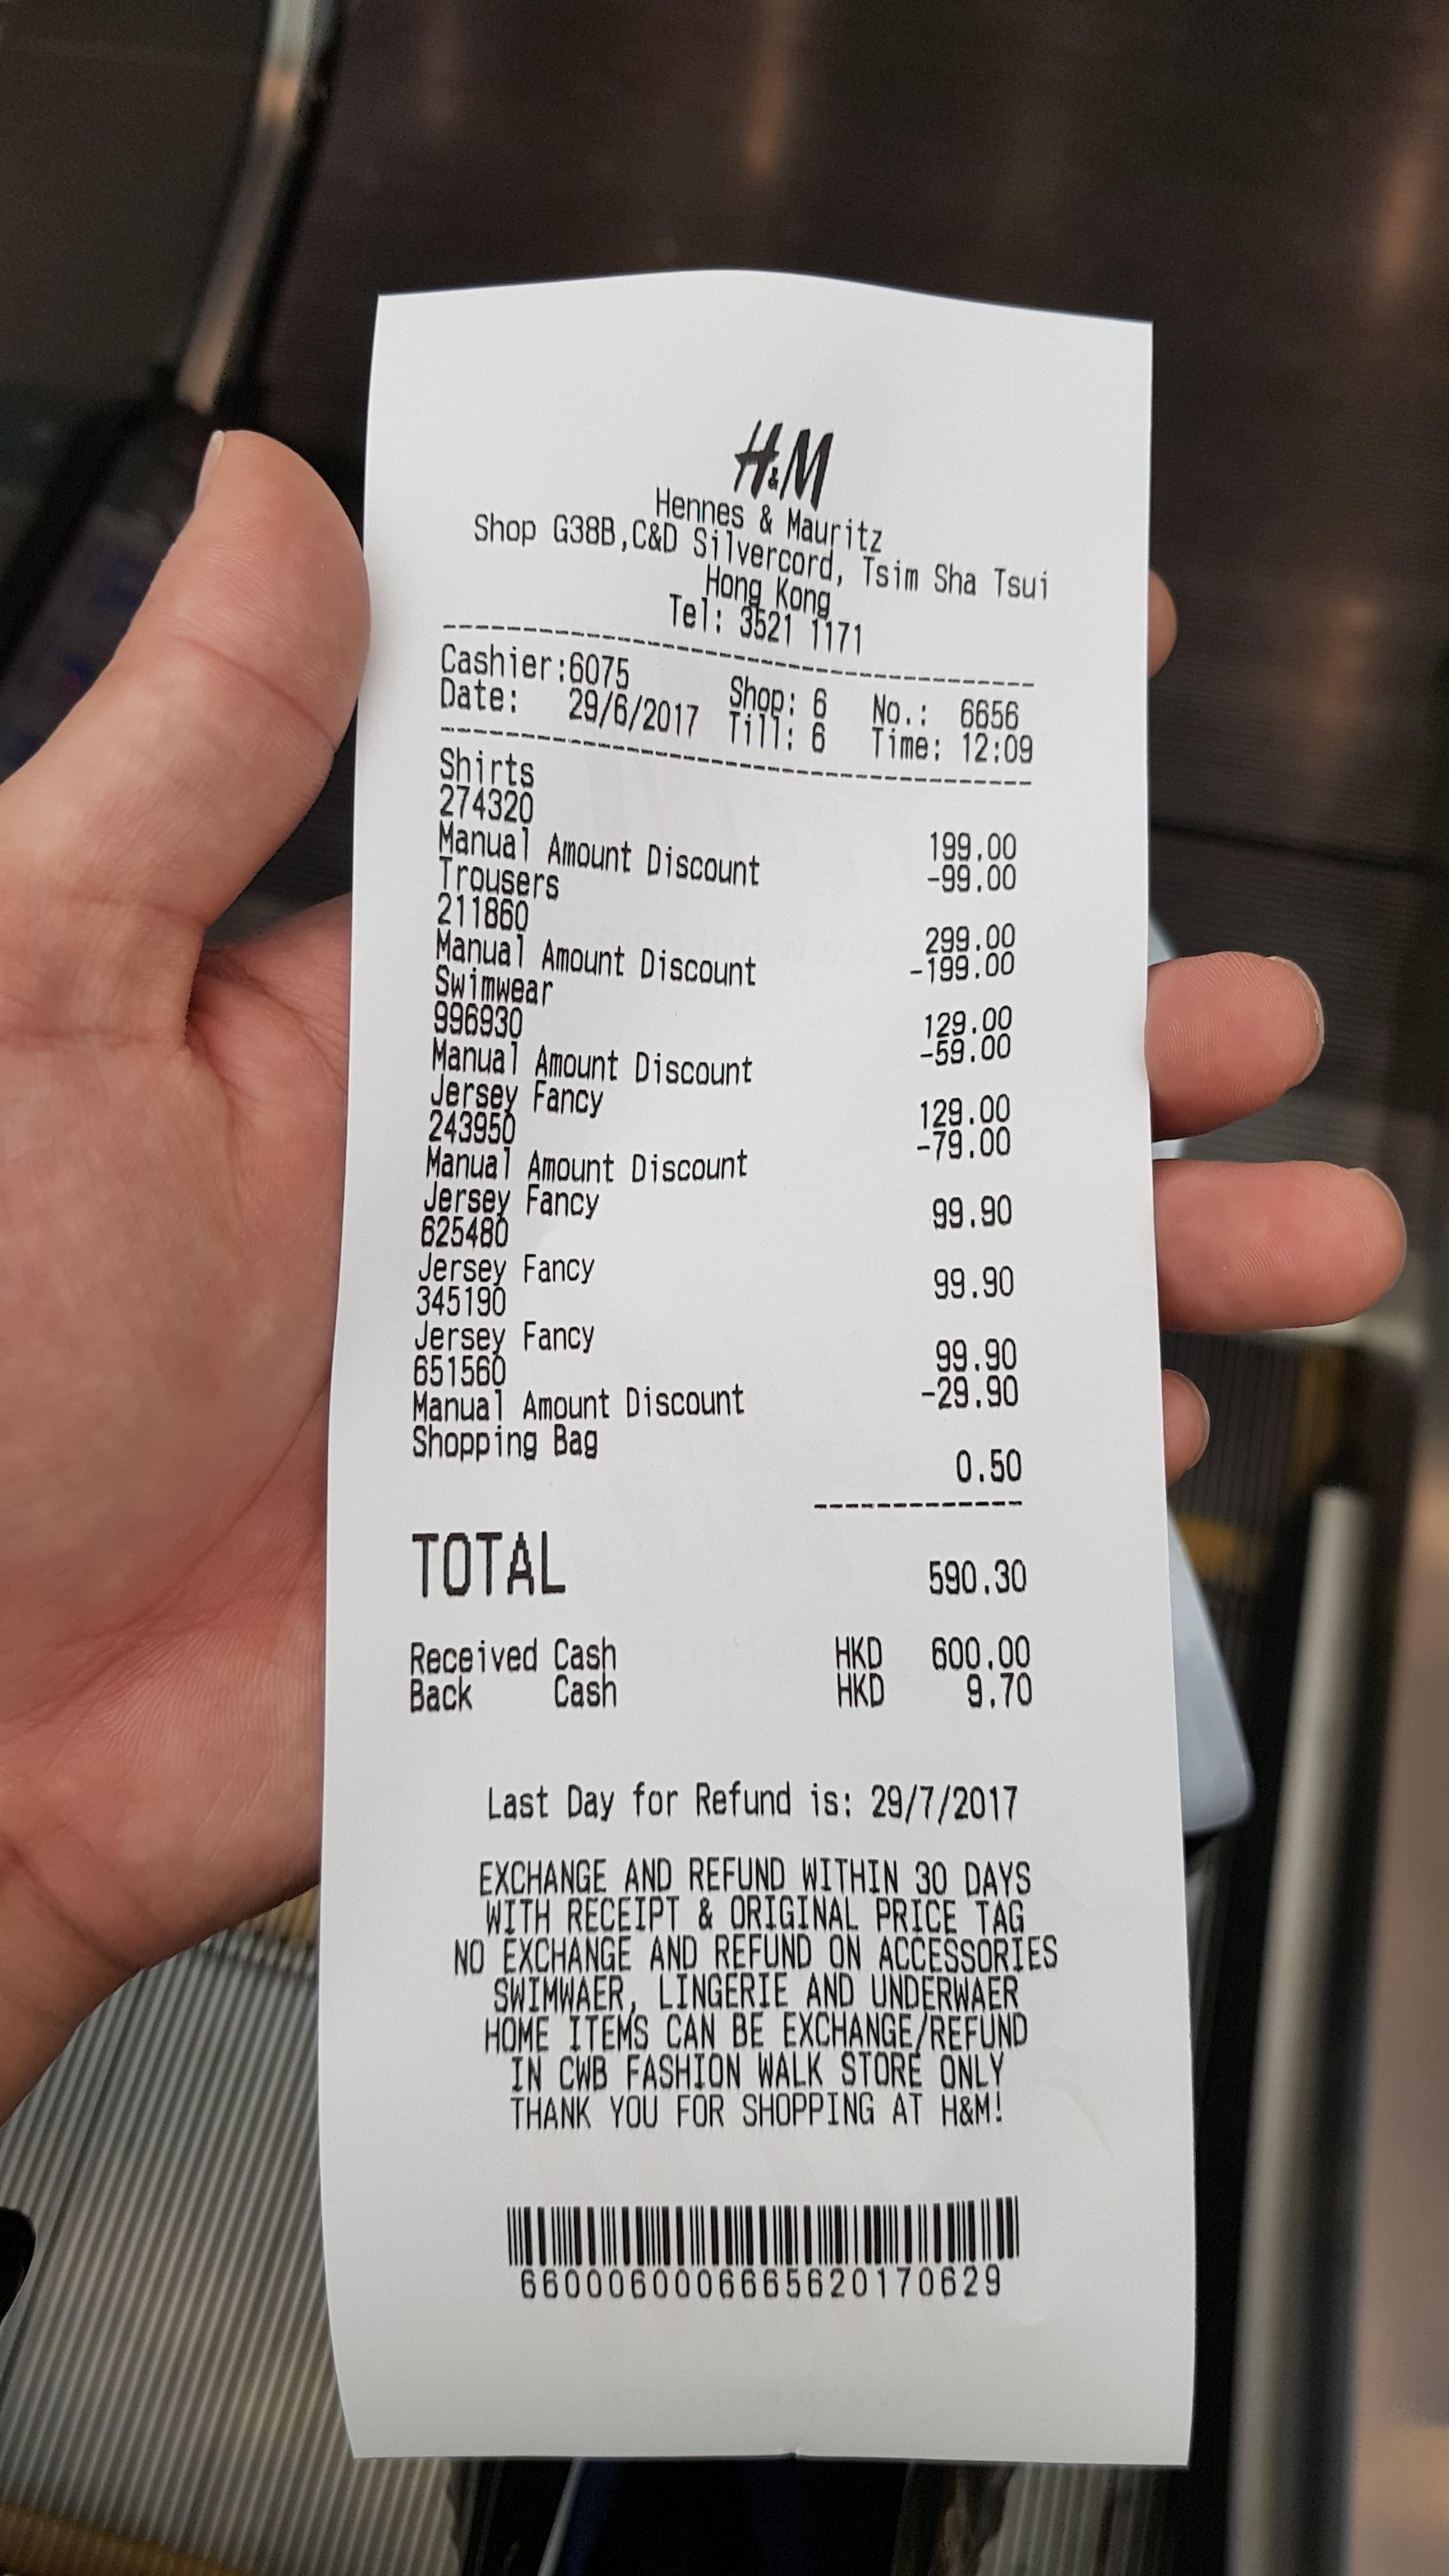 H&M
Hennes & Mauritz
Shop G38B,C&D Silvercord, Tsim Sha Tsui
Hong Kong
Tel: 3521 1171
Cashier:6075 Shop: 6 No.: 6656
Date: 29/6/2017 Till: 6 Time: 12:09
Shirts
274320 199.00
Manual Amount Discount -99.00
Trousers
211860 299.00
Manual Amount Discount -199.00
Swimwear
996930 129.00
Manual Amount Discount -59.00
Jersey Fancy
243950 129.00
Manual Amount Discount -79.00
Jersey Fancy
625480 99.90
Jersey Fancy
345190 99.90
Jersey Fancy
651560 99.90
Manual Amount Discount -29.90
Shopping Bag
0.50
TOTAL 590.30
Received Cash HKD 600.00
Back Cash HKD 9.70
Last Day for Refund is: 29/7/2017
EXCHANGE AND REFUND WITHIN 30 DAYS
WITH RECEIPT & ORIGINAL PRICE TAG
NO EXCHANGE AND REFUND ON ACCESSORIES
SWIMWAER, LINGERIE AND UNDERWAER
HOME ITEMS CAN BE EXCHANGE/REFUND
IN CWB FASHION WALK STORE ONLY
THANK YOU FOR SHOPPING AT H&M!
6600060006665620170629